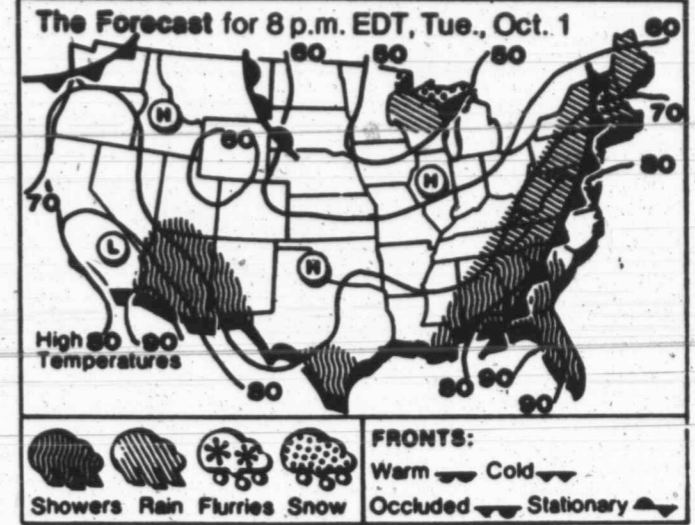 The Forecast for 8 p.m. EDT, Tue., Oct. 1
60 50 50 60
H 60 70
H 80
70
L H
High 80 90
Temperatures
80 80 90
90
Showers Rain Flurries Snow
FRONTS:
Warm Cold
Occluded Stationary